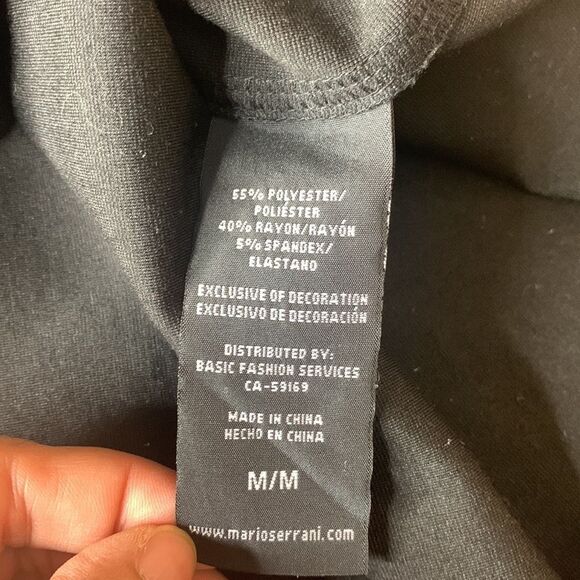 55% POLYESTER/
POLIÉSTER
40% RAYON/RAYÓN
5% SPANDEX/
ELASTANO
EXCLUSIVE OF DECORATION
EXCLUSIVO DE DECORACIÓN
DISTRIBUTED BY:
BASIC FASHION SERVICES
CA-59169
MADE IN CHINA
HECHO EN CHINA
M/M
www.marioserrani.com